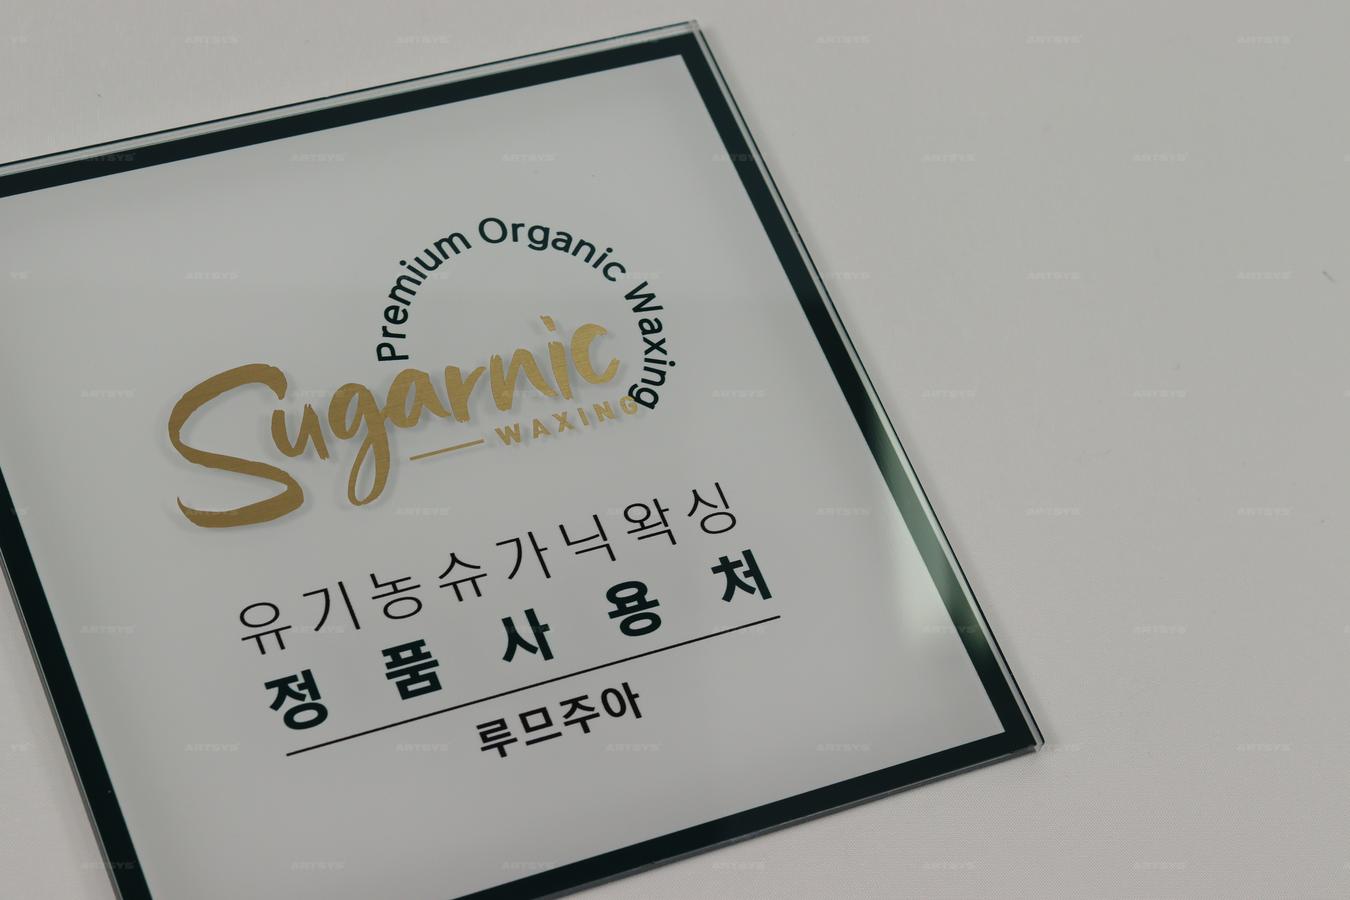 Premium Organic Waxing
Sugarnic
WAXING
유기농슈가닉왁싱
정품사용처
루므주아
ARTSYS